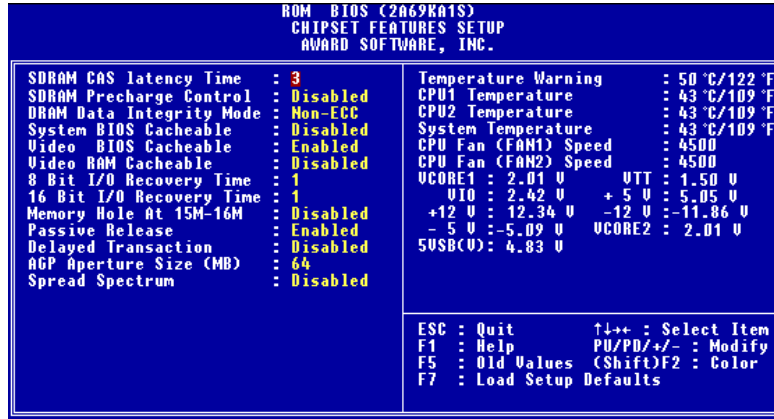 ROM BIOS (2A69KA1S)
CHIPSET FEATURES SETUP
AWARD SOFTWARE, INC.
SDRAM CAS latency Time : 3
SDRAM Precharge Control : Disabled
DRAM Data Integrity Mode : Non-ECC
System BIOS Cacheable : Disabled
Video BIOS Cacheable : Enabled
Video RAM Cacheable : Disabled
8 Bit I/O Recovery Time : 1
16 Bit I/O Recovery Time : 1
Memory Hole At 15M-16M : Disabled
Passive Release : Enabled
Delayed Transaction : Disabled
AGP Aperture Size (MB) : 64
Spread Spectrum : Disabled
Temperature Warning : 50 °C/122 °F
CPU1 Temperature : 43 °C/109 °F
CPU2 Temperature : 43 °C/109 °F
System Temperature : 43 °C/109 °F
CPU Fan (FAN1) Speed : 4500
CPU Fan (FAN2) Speed : 4500
VCORE1 : 2.01 V VTT : 1.50 V
VIO : 2.42 V + 5 V : 5.05 V
+12 V : 12.34 V -12 V :-11.86 V
- 5 V :-5.09 V VCORE2 : 2.01 V
5VSB(V): 4.83 V
ESC : Quit ↑↓→← : Select Item
F1 : Help PU/PD/+/- : Modify
F5 : Old Values (Shift)F2 : Color
F7 : Load Setup Defaults